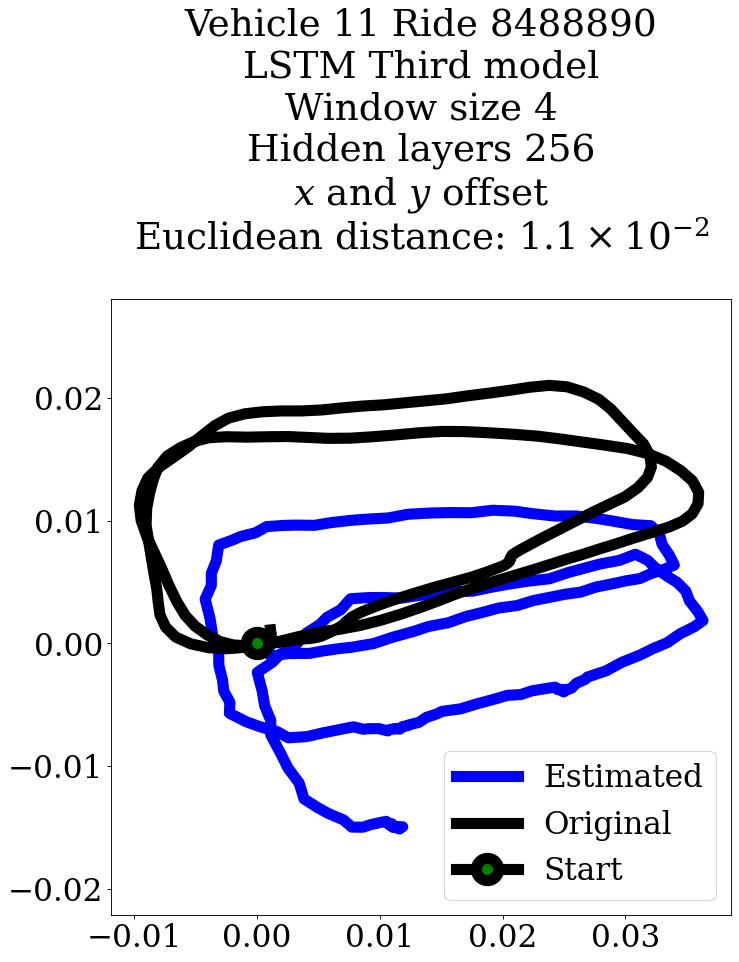 Vehicle 11 Ride 8488890
LSTM Third model
Window size 4
Hidden layers 256
x and y offset
Euclidean distance: 1.1 × 10⁻²
0.02
0.01
0.00
−0.01
−0.02
Estimated
Original
Start
−0.01 0.00 0.01 0.02 0.03